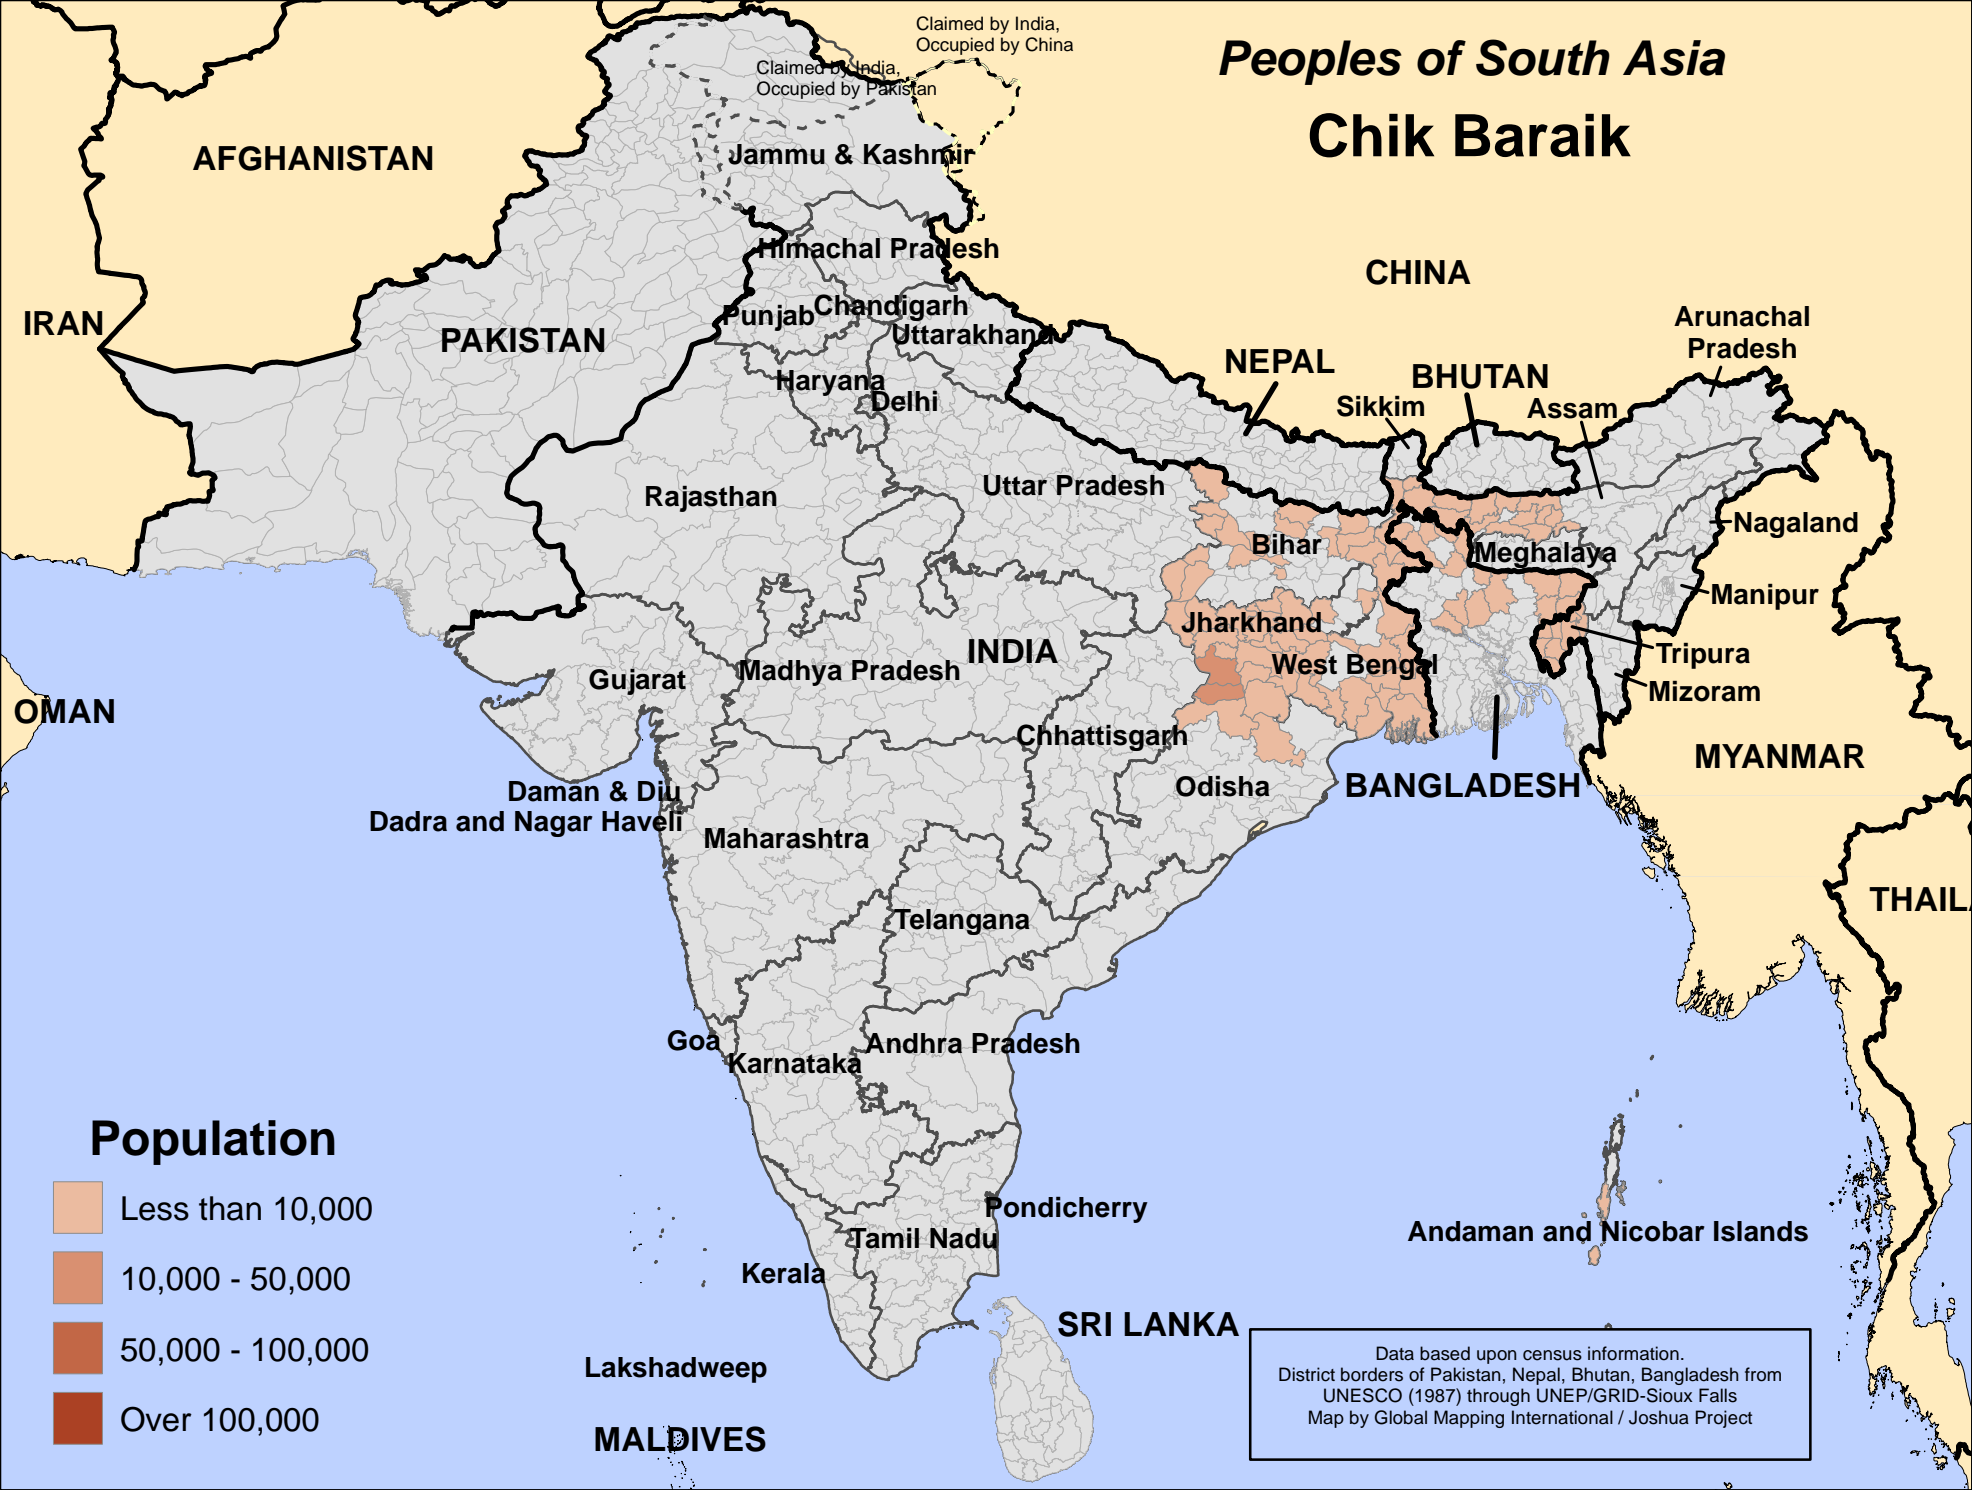 Claimed by India,
Occupied by China
Peoples of South Asia
Chik Baraik
Claimed by India,
Occupied by Pakistan
AFGHANISTAN
Jammu & Kashmir
Himachal Pradesh
CHINA
IRAN
PAKISTAN
Punjab
Chandigarh
Uttarakhand
Arunachal
Pradesh
NEPAL
BHUTAN
Haryana
Delhi
Sikkim
Assam
Rajasthan
Uttar Pradesh
Nagaland
Bihar
Meghalaya
Manipur
Jharkhand
INDIA
Gujarat
Madhya Pradesh
West Bengal
Tripura
Mizoram
OMAN
Chhattisgarh
MYANMAR
Odisha
BANGLADESH
Daman & Diu
Dadra and Nagar Haveli
Maharashtra
Telangana
THAIL
Goa
Karnataka
Andhra Pradesh
Population
Less than 10,000
10,000 - 50,000
50,000 - 100,000
Over 100,000
Pondicherry
Tamil Nadu
Kerala
Andaman and Nicobar Islands
SRI LANKA
Lakshadweep
MALDIVES
Data based upon census information.
District borders of Pakistan, Nepal, Bhutan, Bangladesh from
UNESCO (1987) through UNEP/GRID-Sioux Falls
Map by Global Mapping International / Joshua Project